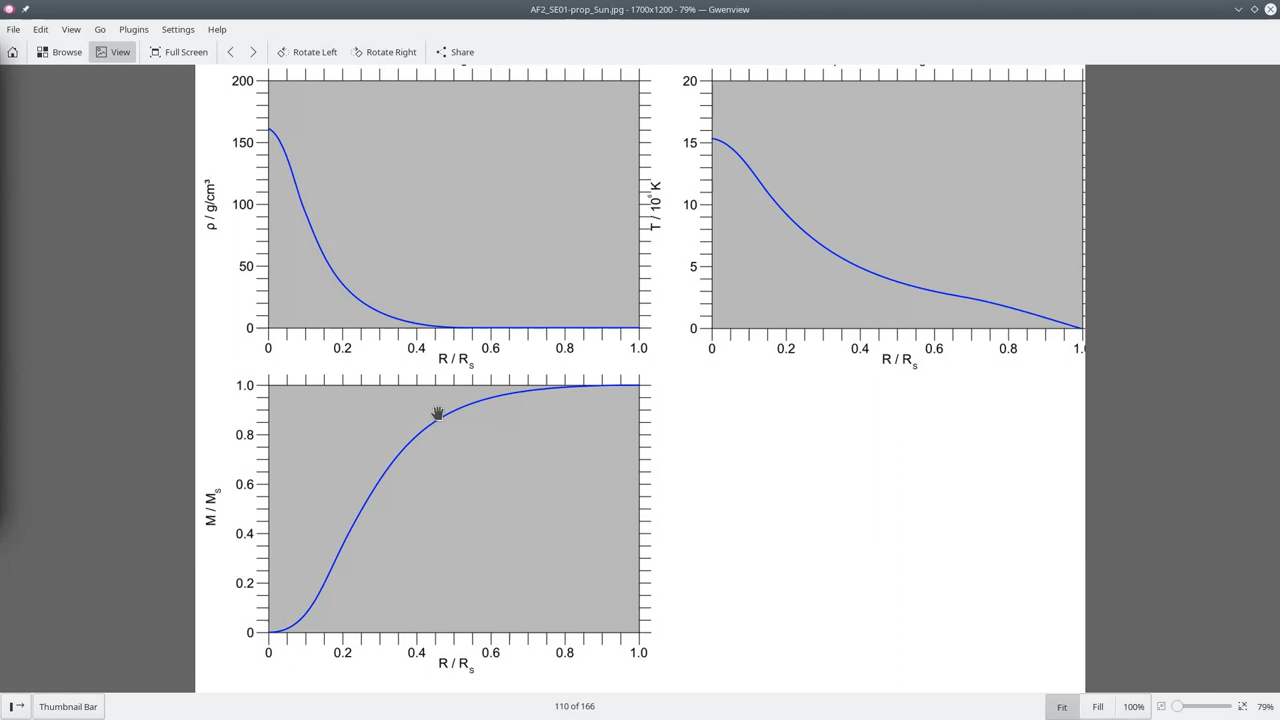 AF2_SE01-prop_Sun.jpg - 1700x1200 - 79% — Gwenview
File Edit View Go Plugins Settings Help
Browse View Full Screen Rotate Left Rotate Right Share
200
150
100
50
0
ρ / g/cm³
0 0.2 0.4 0.6 0.8 1.0
R / Rs
20
15
10
5
0
T / 10⁶ K
0 0.2 0.4 0.6 0.8 1.0
R / Rs
1.0
0.8
0.6
0.4
0.2
0
M / Ms
0 0.2 0.4 0.6 0.8 1.0
R / Rs
Thumbnail Bar 110 of 166 Fit Fill 100% 79%